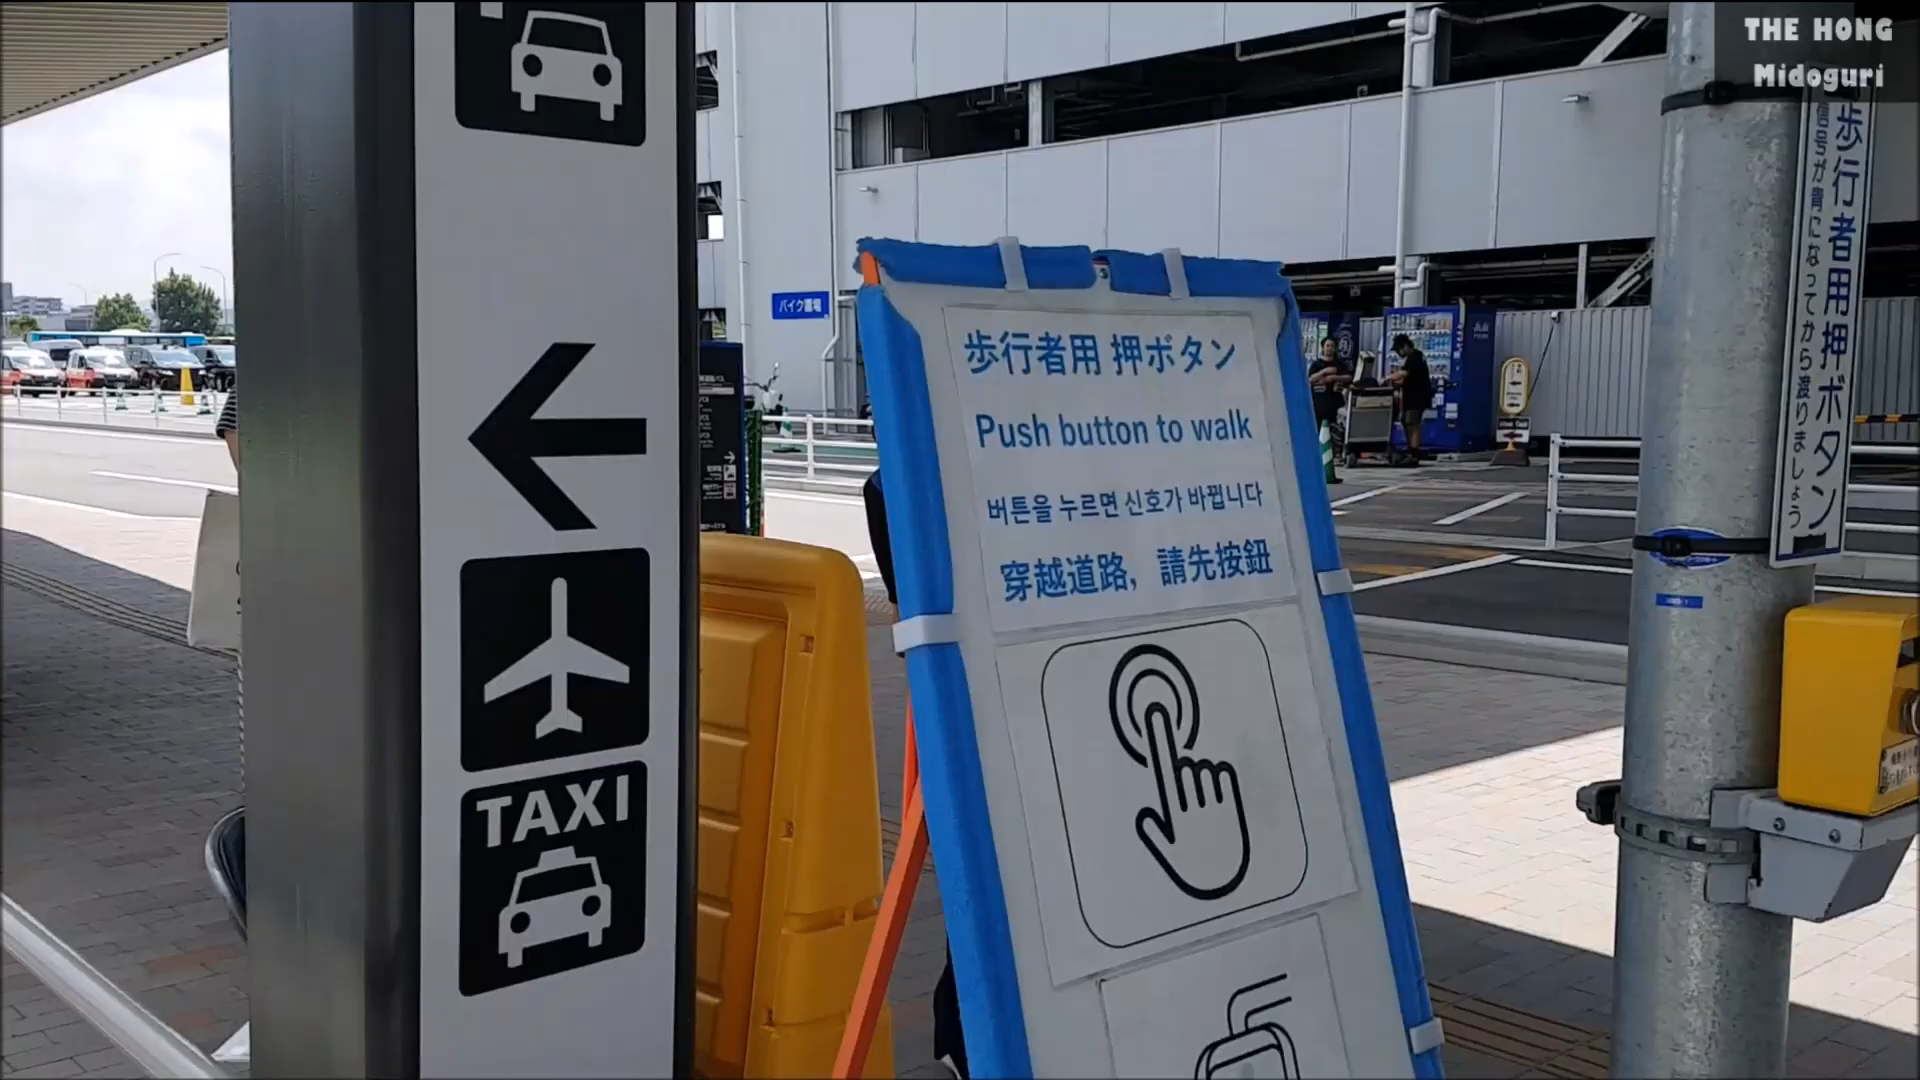 THE HONG
Midoguri
TAXI
バイク置場
歩行者用 押ボタン
Push button to walk
버튼을 누르면 신호가 바뀝니다
穿越道路，請先按鈕
歩行者用押ボタン
信号が青になってから渡りましょう